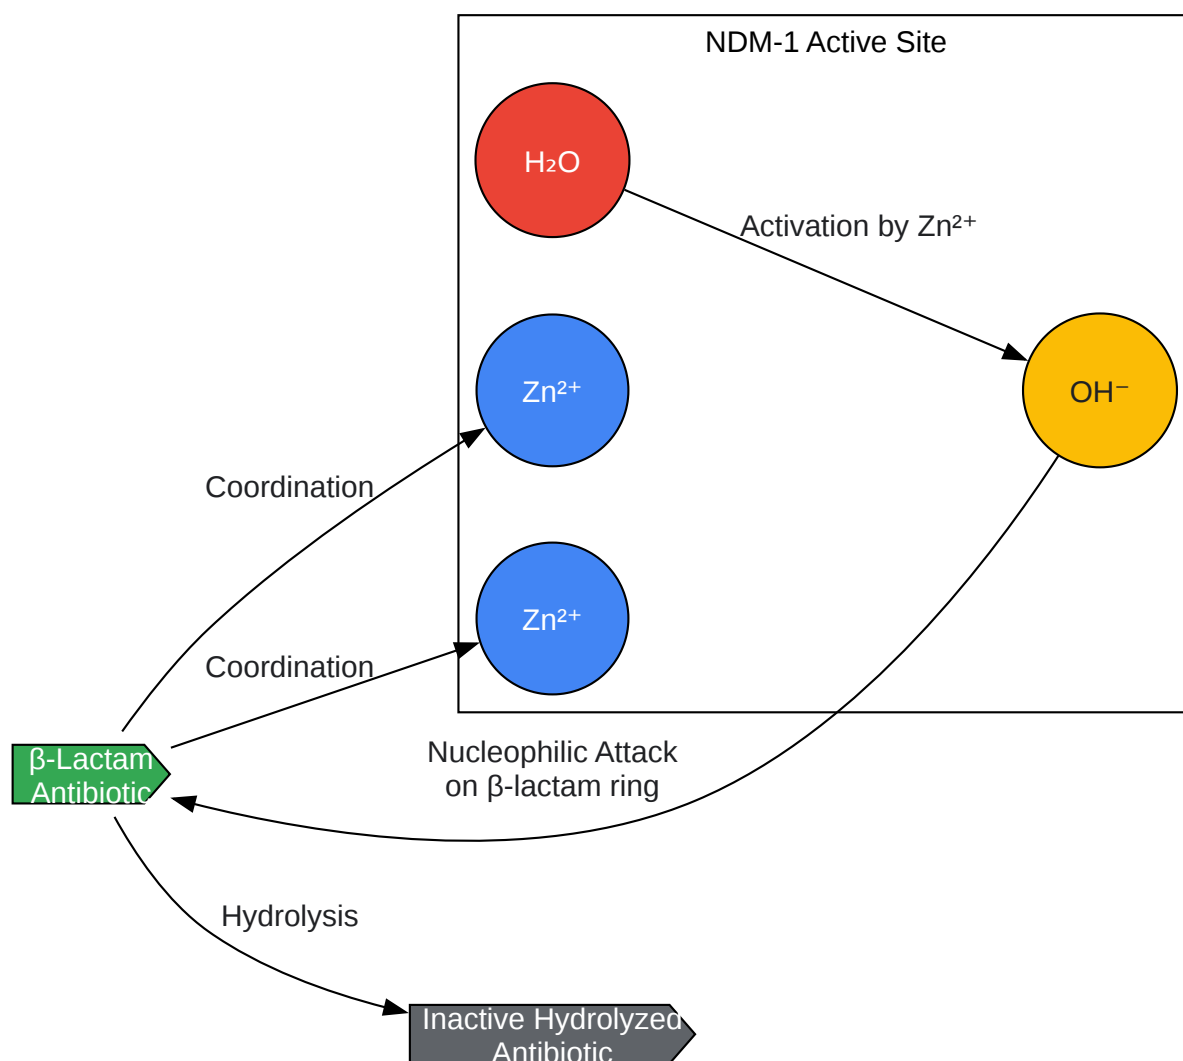 NDM-1 Active Site
H₂O
Activation by Zn²⁺
Zn²⁺
OH⁻
Coordination
Zn²⁺
Coordination
Nucleophilic Attack
on β-lactam ring
β-Lactam
Antibiotic
Hydrolysis
Inactive Hydrolyzed
Antibiotic